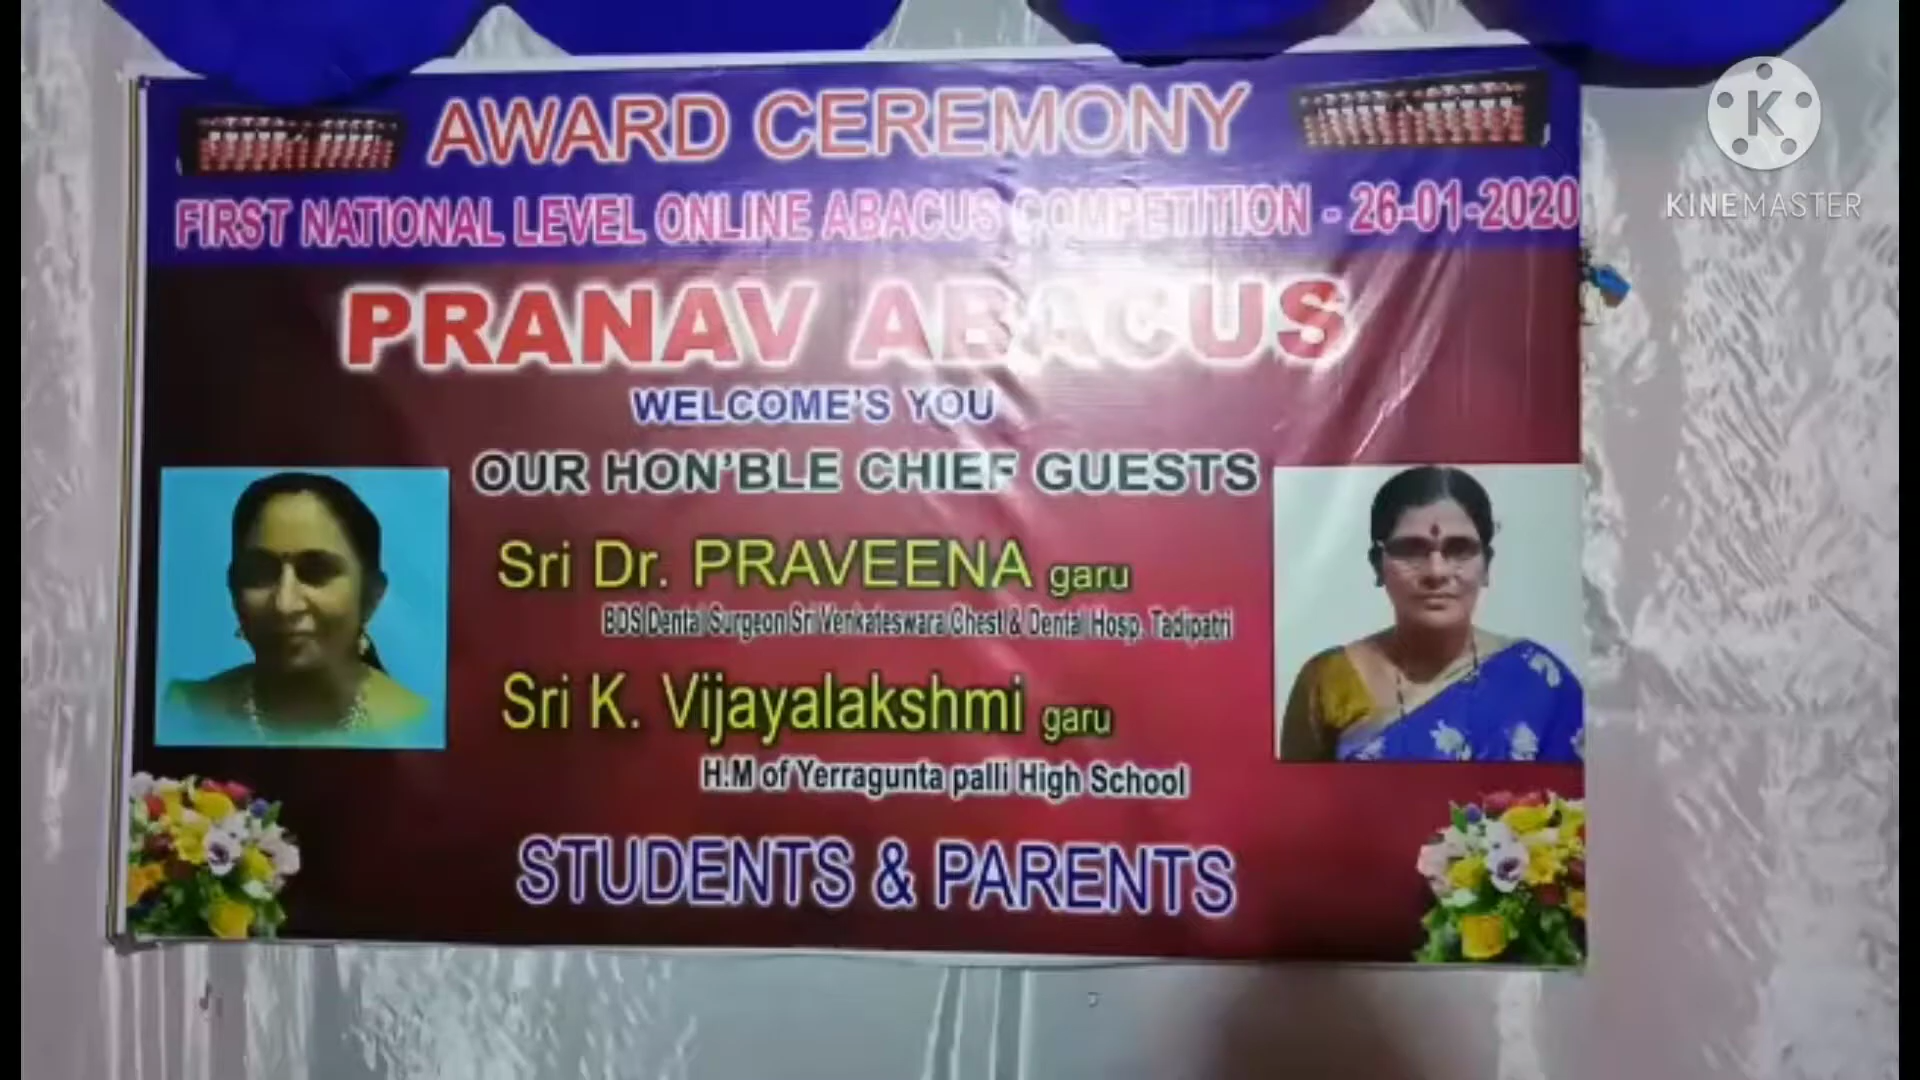 AWARD CEREMONY
FIRST NATIONAL LEVEL ONLINE ABACUS COMPETITION - 26-01-2020
PRANAV ABACUS
WELCOME'S YOU
OUR HON'BLE CHIEF GUESTS
Sri Dr. PRAVEENA garu
BDS Dental Surgeon Sri Venkateswara Chest & Dental Hosp. Tadipatri
Sri K. Vijayalakshmi garu
H.M of Yerragunta palli High School
STUDENTS & PARENTS
K
KINEMASTER